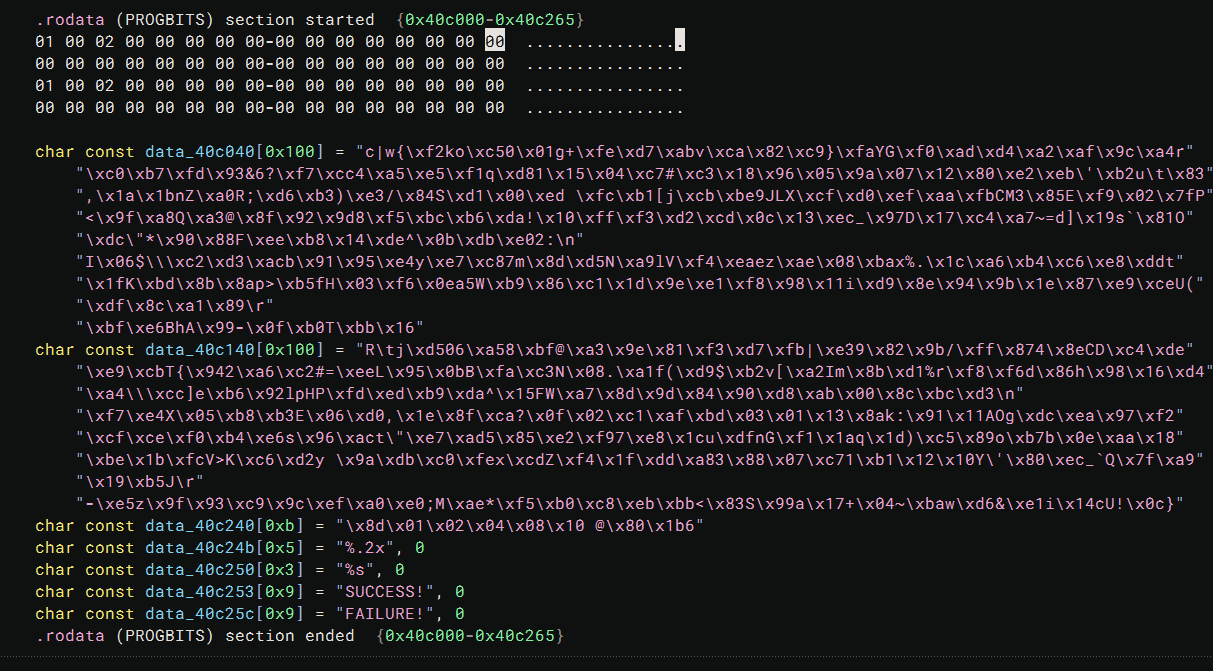 .rodata (PROGBITS) section started  {0x40c000-0x40c265}
01 00 02 00 00 00 00 00-00 00 00 00 00 00 00 00  ................
00 00 00 00 00 00 00 00-00 00 00 00 00 00 00 00  ................
01 00 02 00 00 00 00 00-00 00 00 00 00 00 00 00  ................
00 00 00 00 00 00 00 00-00 00 00 00 00 00 00 00  ................
char const data_40c040[0x100] = "c|w{\xf2ko\xc50\x01g+\xfe\xd7\xabv\xca\x82\xc9}\xfaYG\xf0\xad\xd4\xa2\xaf\x9c\xa4r"
"\xc0\xb7\xfd\x93&6?\xf7\xcc4\xa5\xe5\xf1q\xd81\x15\x04\xc7#\xc3\x18\x96\x05\x9a\x07\x12\x80\xe2\xeb\'\xb2u\t\x83"
",\x1a\x1bnZ\xa0R;\xd6\xb3)\xe3/\x84S\xd1\x00\xed \xfc\xb1[j\xcb\xbe9JLX\xcf\xd0\xef\xaa\xfbCM3\x85E\xf9\x02\x7fP"
"<\x9f\xa8Q\xa3@\x8f\x92\x9d8\xf5\xbc\xb6\xda!\x10\xff\xf3\xd2\xcd\x0c\x13\xec_\x97D\x17\xc4\xa7~=d]\x19s`\x81O"
"\xdc\"*\x90\x88F\xee\xb8\x14\xde^\x0b\xdb\xe02:\n"
"I\x06$\\\xc2\xd3\xacb\x91\x95\xe4y\xe7\xc87m\x8d\xd5N\xa9lV\xf4\xeaez\xae\x08\xbax%.\x1c\xa6\xb4\xc6\xe8\xddt"
"\x1fK\xbd\x8b\x8ap>\xb5fH\x03\xf6\x0ea5W\xb9\x86\xc1\x1d\x9e\xe1\xf8\x98\x11i\xd9\x8e\x94\x9b\x1e\x87\xe9\xceU("
"\xdf\x8c\xa1\x89\r"
"\xbf\xe6BhA\x99-\x0f\xb0T\xbb\x16"
char const data_40c140[0x100] = "R\tj\xd506\xa58\xbf@\xa3\x9e\x81\xf3\xd7\xfb|\xe39\x82\x9b/\xff\x874\x8eCD\xc4\xde"
"\xe9\xcbT{\x942\xa6\xc2#=\xeeL\x95\x0bB\xfa\xc3N\x08.\xa1f(\xd9$\xb2v[\xa2Im\x8b\xd1%r\xf8\xf6d\x86h\x98\x16\xd4"
"\xa4\\\xcc]e\xb6\x92lpHP\xfd\xed\xb9\xda^\x15FW\xa7\x8d\x9d\x84\x90\xd8\xab\x00\x8c\xbc\xd3\n"
"\xf7\xe4X\x05\xb8\xb3E\x06\xd0,\x1e\x8f\xca?\x0f\x02\xc1\xaf\xbd\x03\x01\x13\x8ak:\x91\x11AOg\xdc\xea\x97\xf2"
"\xcf\xce\xf0\xb4\xe6s\x96\xact\"\xe7\xad5\x85\xe2\xf97\xe8\x1cu\xdfnG\xf1\x1aq\x1d)\xc5\x89o\xb7b\x0e\xaa\x18"
"\xbe\x1b\xfcV>K\xc6\xd2y \x9a\xdb\xc0\xfex\xcdZ\xf4\x1f\xdd\xa83\x88\x07\xc71\xb1\x12\x10Y\'\x80\xec_`Q\x7f\xa9"
"\x19\xb5J\r"
"-\xe5z\x9f\x93\xc9\x9c\xef\xa0\xe0;M\xae*\xf5\xb0\xc8\xeb\xbb<\x83S\x99a\x17+\x04~\xbaw\xd6&\xe1i\x14cU!\x0c}"
char const data_40c240[0xb] = "\x8d\x01\x02\x04\x08\x10 @\x80\x1b6"
char const data_40c24b[0x5] = "%.2x", 0
char const data_40c250[0x3] = "%s", 0
char const data_40c253[0x9] = "SUCCESS!", 0
char const data_40c25c[0x9] = "FAILURE!", 0
.rodata (PROGBITS) section ended  {0x40c000-0x40c265}